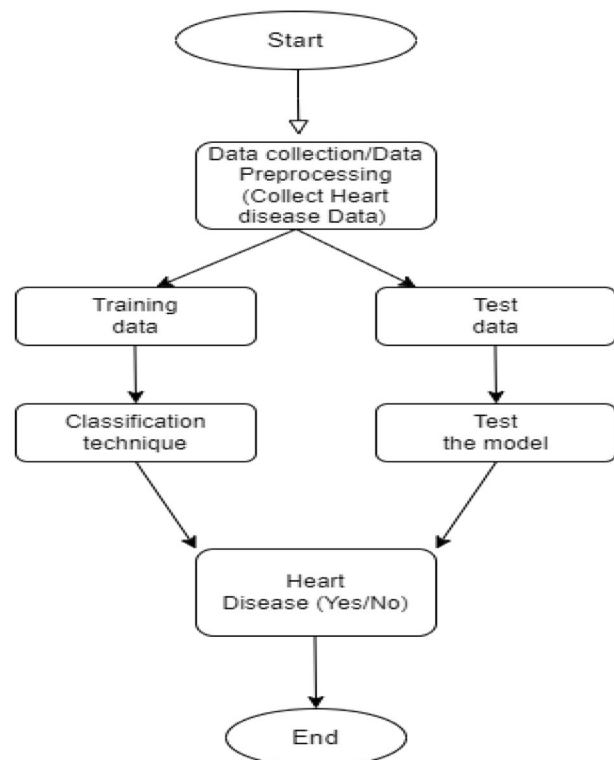 Start
Data collection/Data
Preprocessing
(Collect Heart
disease Data)
Training
data
Test
data
Classification
technique
Test
the model
Heart
Disease (Yes/No)
End